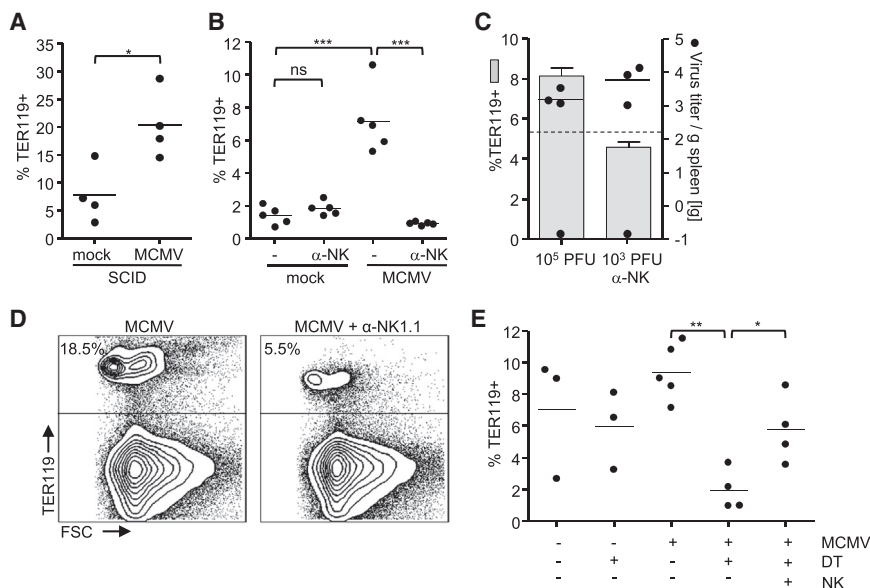 A
35
30
25
20
15
10
5
0
% TER119+
*
mock
MCMV
SCID
B
12
10
8
6
4
2
0
% TER119+
***
***
ns
-
α-NK
-
α-NK
mock
MCMV
C
10
8
6
4
2
0
%TER119+
5
4
3
2
1
0
-1
Virus titer / g spleen [lg]
10⁵ PFU
10³ PFU
α-NK
D
MCMV
MCMV + α-NK1.1
18.5%
5.5%
TER119
FSC
E
12
10
8
6
4
2
0
% TER119+
**
*
- - + + + MCMV
- + - + + DT
- - - - + NK